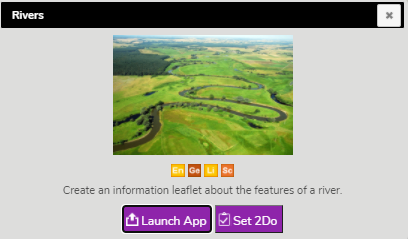 Rivers
En Ge Li Sc
Create an information leaflet about the features of a river.
Launch App Set 2Do